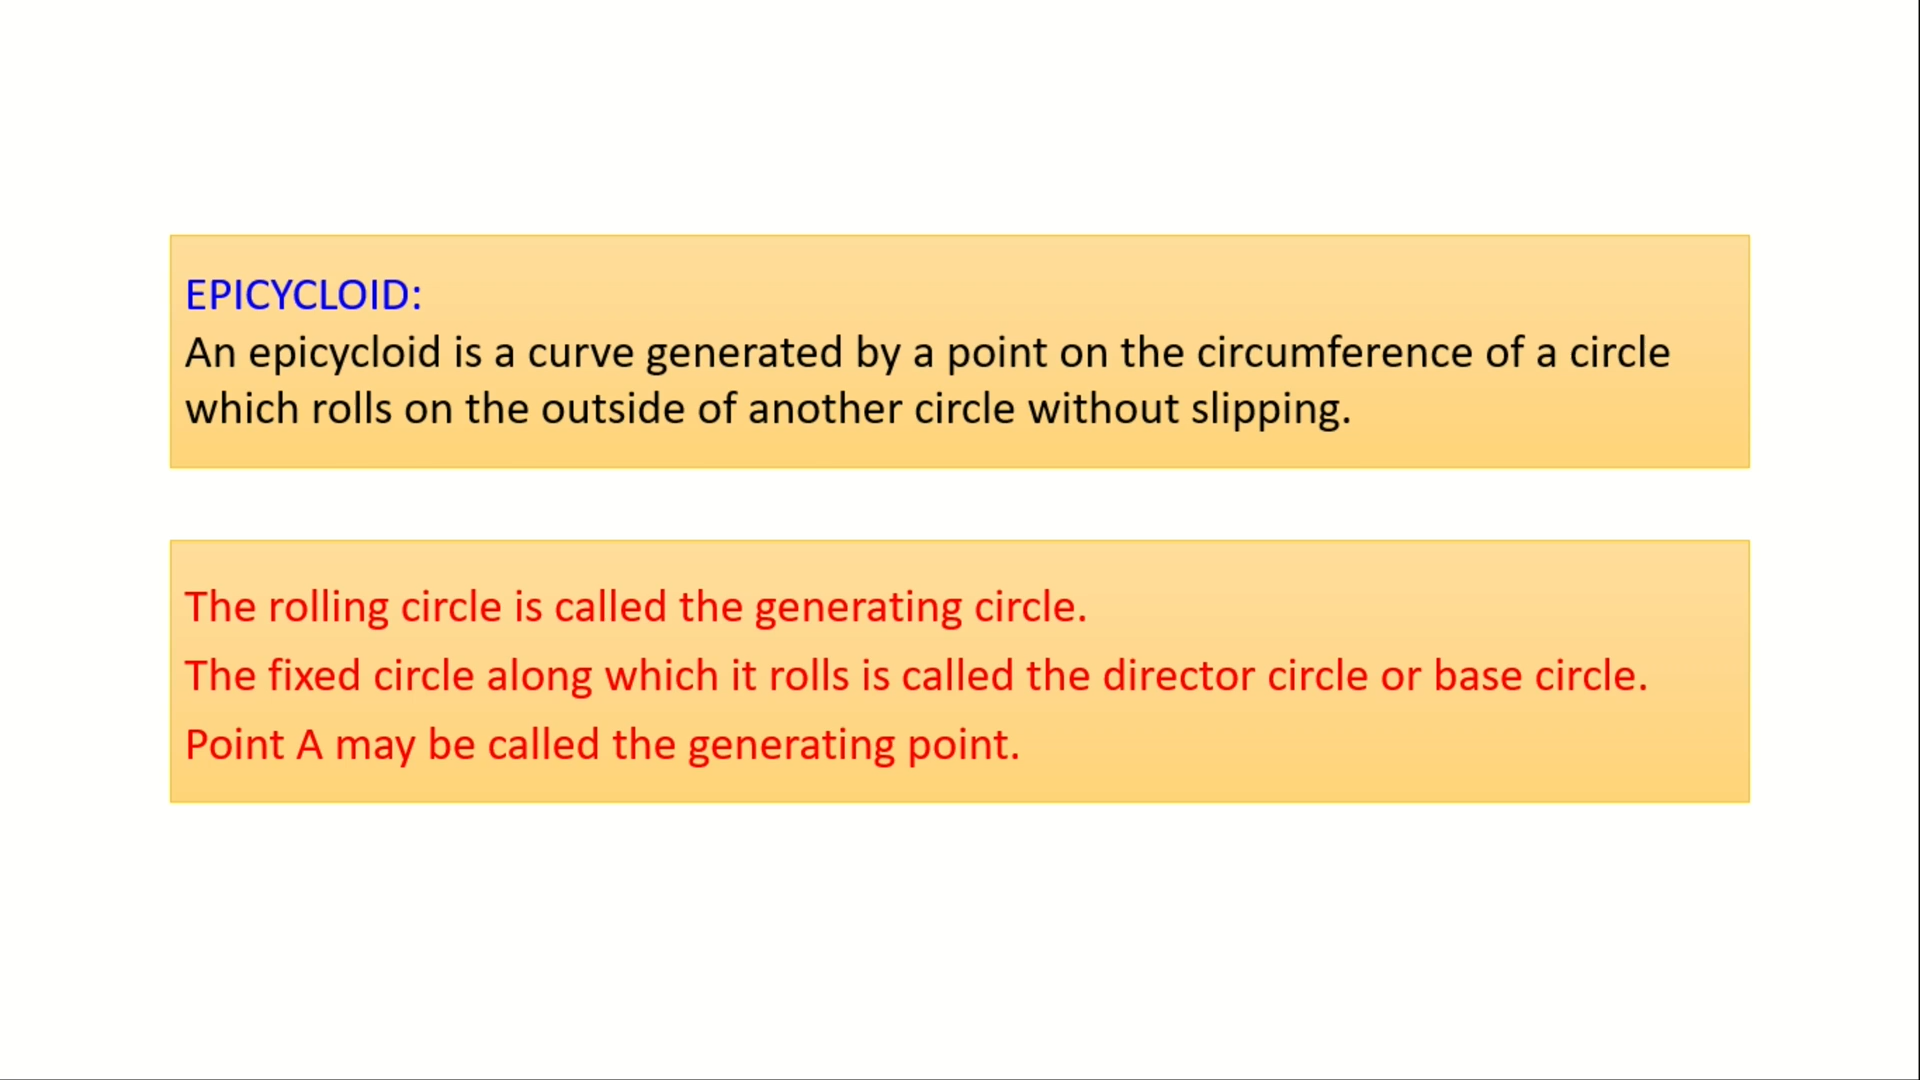 EPICYCLOID:
An epicycloid is a curve generated by a point on the circumference of a circle
which rolls on the outside of another circle without slipping.
The rolling circle is called the generating circle.
The fixed circle along which it rolls is called the director circle or base circle.
Point A may be called the generating point.